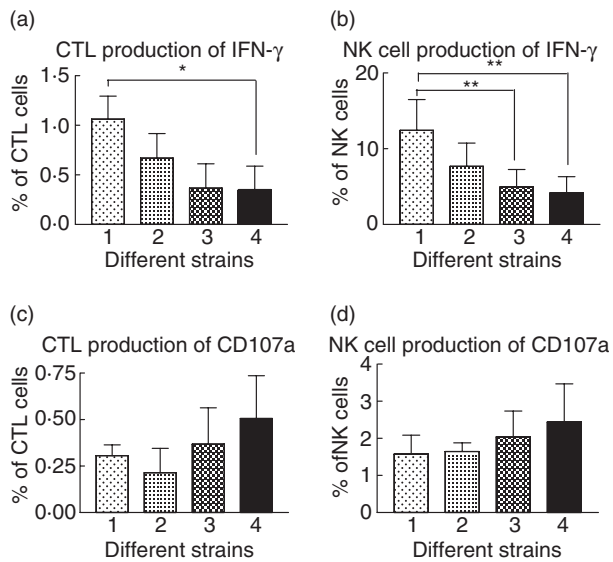 (a)
CTL production of IFN-γ
1·5
1·0
0·5
0·0
% of CTL cells
*
1 2 3 4
Different strains
(b)
NK cell production of IFN-γ
20
10
0
% of NK cells
**
**
1 2 3 4
Different strains
(c)
CTL production of CD107a
0·75
0·50
0·25
0·00
% of CTL cells
1 2 3 4
Different strains
(d)
NK cell production of CD107a
4
3
2
1
0
% ofNK cells
1 2 3 4
Different strains